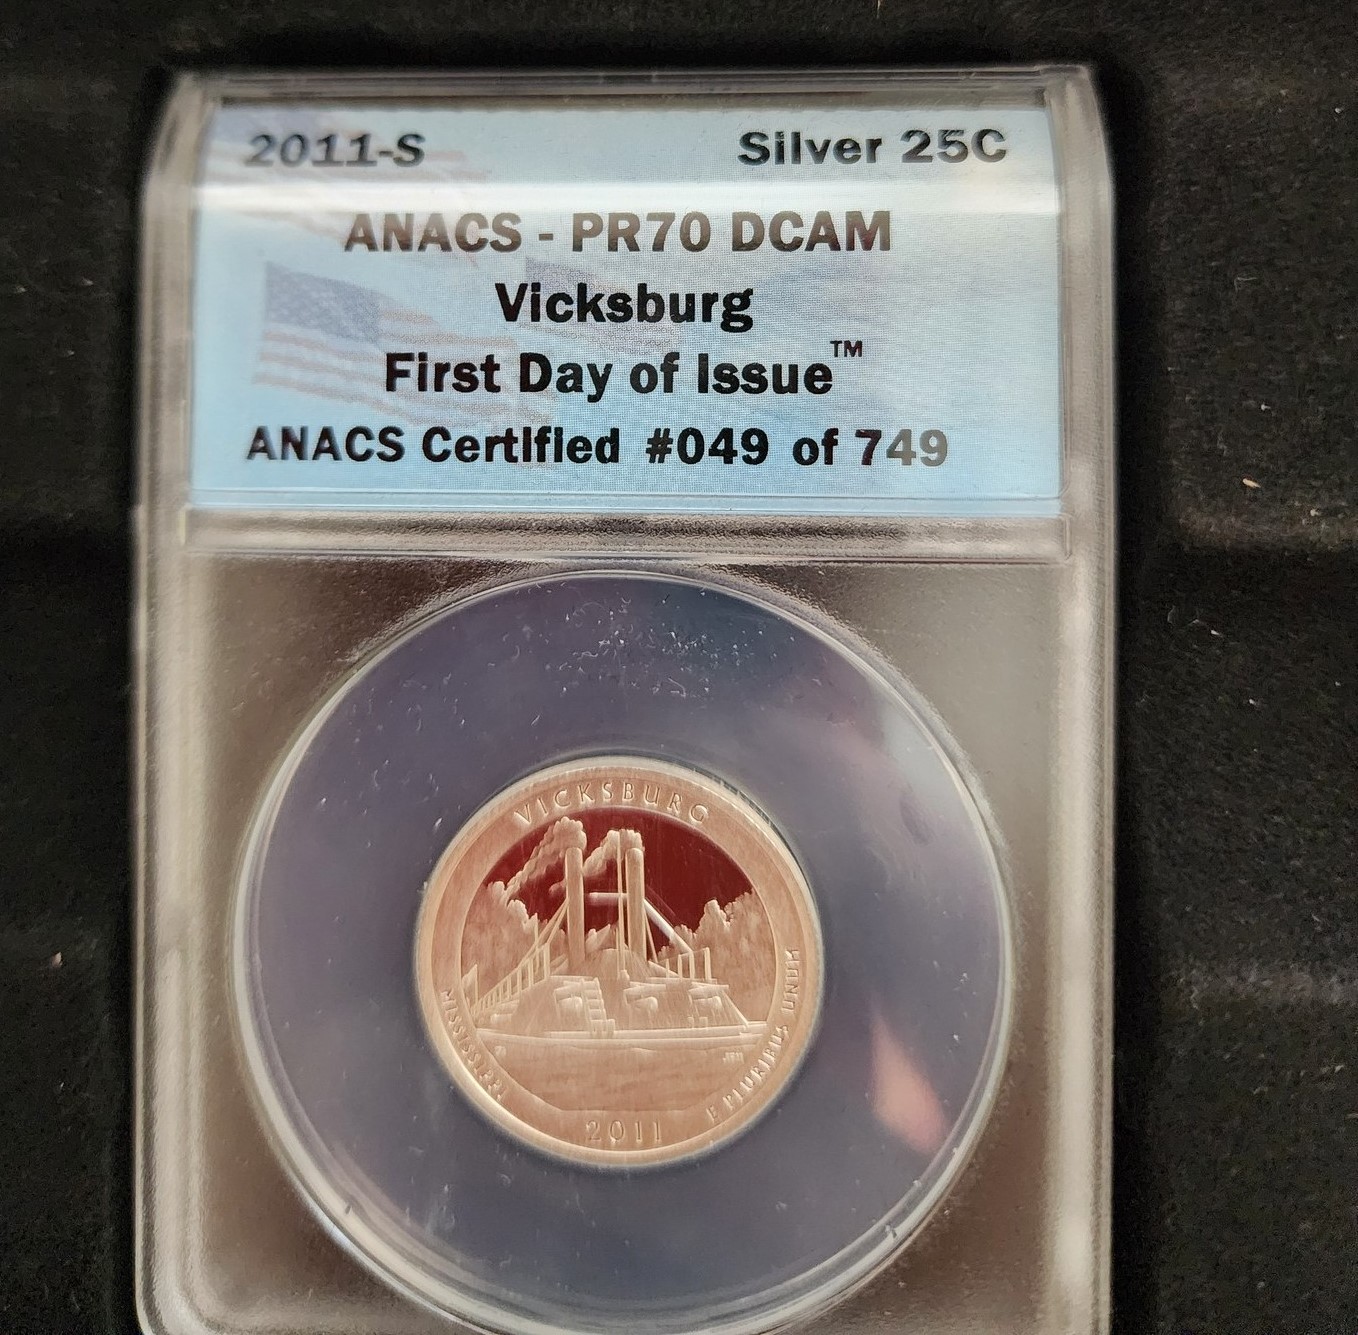 2011-S Silver 25C
ANACS - PR70 DCAM
Vicksburg
First Day of Issue™
ANACS Certified #049 of 749
VICKSBURG
MISSISSIPPI
E PLURIBUS UNUM
2011